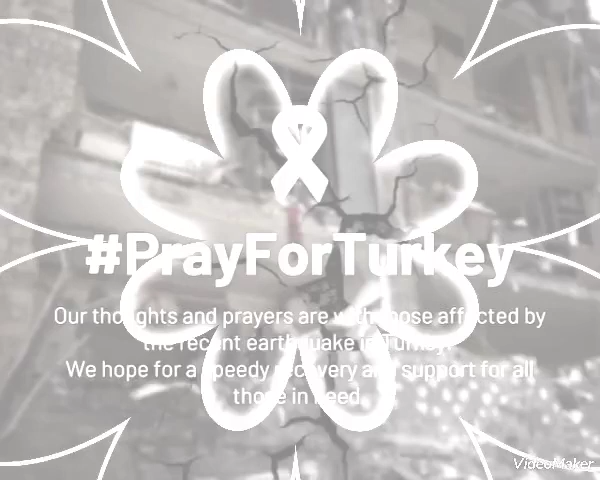 #PrayForTurkey
Our thoughts and prayers are with those affected by
the recent earthquake in Turkey.
We hope for a speedy recovery and support for all
those in need.
VideoMaker